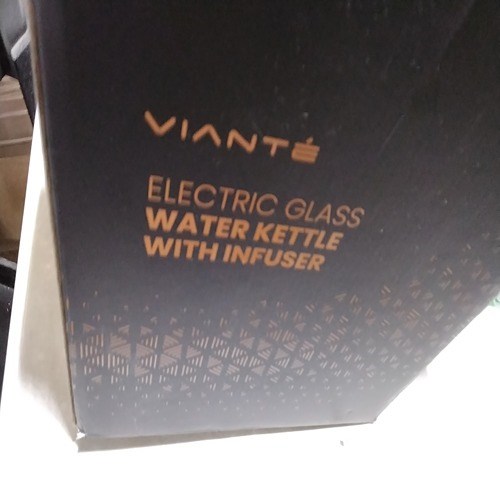 VIANTÉ
ELECTRIC GLASS
WATER KETTLE
WITH INFUSER